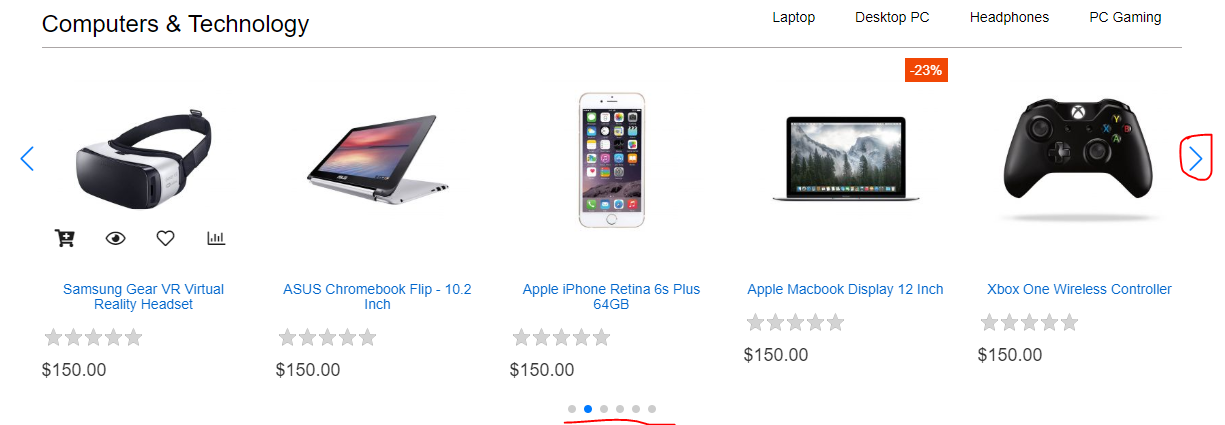 Computers & Technology
Laptop
Desktop PC
Headphones
PC Gaming
-23%
ASUS
Samsung Gear VR Virtual
Reality Headset
ASUS Chromebook Flip - 10.2
Inch
Apple iPhone Retina 6s Plus
64GB
Apple Macbook Display 12 Inch
Xbox One Wireless Controller
$150.00
$150.00
$150.00
$150.00
$150.00